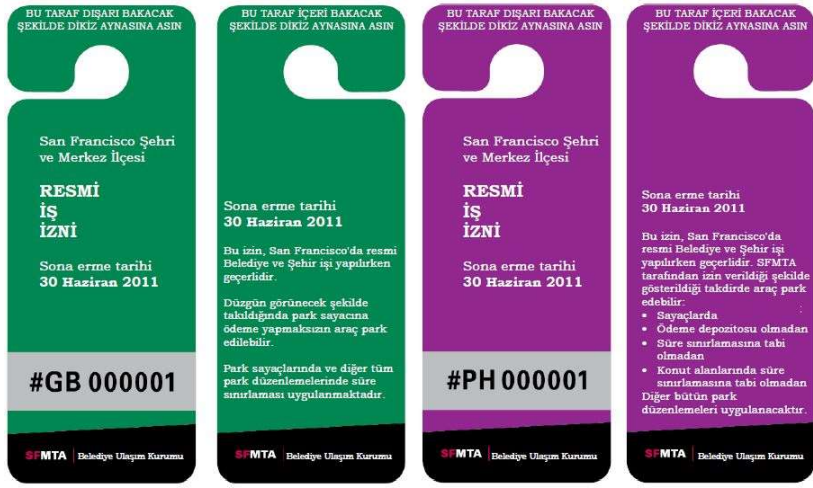 BU TARAF DIŞARI BAKACAK
ŞEKİLDE DİKİZ AYNASINA ASIN
San Francisco Şehri
ve Merkez İlçesi
RESMİ
İŞ
İZNİ
Sona erme tarihi
30 Haziran 2011
#GB 000001
SFMTA Belediye Ulaşım Kurumu
BU TARAF İÇERİ BAKACAK
ŞEKİLDE DİKİZ AYNASINA ASIN
Sona erme tarihi
30 Haziran 2011
Bu izin, San Francisco'da resmi
Belediye ve Şehir işi yapılırken
geçerlidir.
Düzgün görünecek şekilde
takıldığında park sayacına
ödeme yapmaksızın araç park
edilebilir.
Park sayaçlarında ve diğer tüm
park düzenlemelerinde süre
sınırlaması uygulanmaktadır.
SFMTA Belediye Ulaşım Kurumu
BU TARAF DIŞARI BAKACAK
ŞEKİLDE DİKİZ AYNASINA ASIN
San Francisco Şehri
ve Merkez İlçesi
RESMİ
İŞ
İZNİ
Sona erme tarihi
30 Haziran 2011
#PH 000001
SFMTA Belediye Ulaşım Kurumu
BU TARAF İÇERİ BAKACAK
ŞEKİLDE DİKİZ AYNASINA ASIN
Sona erme tarihi
30 Haziran 2011
Bu izin, San Francisco'da
resmi Belediye ve Şehir işi
yapılırken geçerlidir. SFMTA
tarafından izin verildiği şekilde
gösterildiği takdirde araç park
edebilir:
• Sayaçlarda
• Ödeme depozitosu olmadan
• Süre sınırlamasına tabi
olmadan
• Konut alanlarında süre
sınırlamasına tabi olmadan
Diğer bütün park
düzenlemeleri uygulanacaktır.
SFMTA Belediye Ulaşım Kurumu